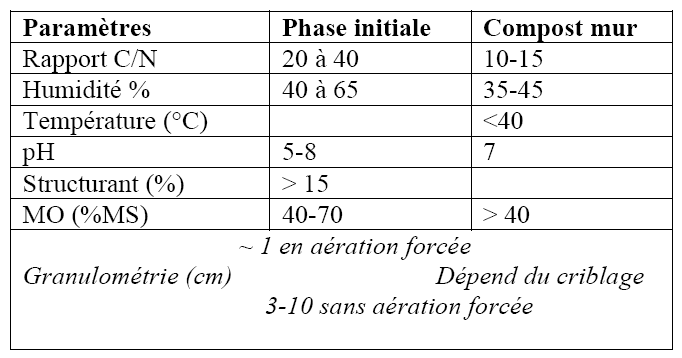 Paramètres Phase initiale Compost mur
Rapport C/N 20 à 40 10-15
Humidité % 40 à 65 35-45
Température (°C) <40
pH 5-8 7
Structurant (%) > 15
MO (%MS) 40-70 > 40
~ 1 en aération forcée
Granulométrie (cm) Dépend du criblage
3-10 sans aération forcée